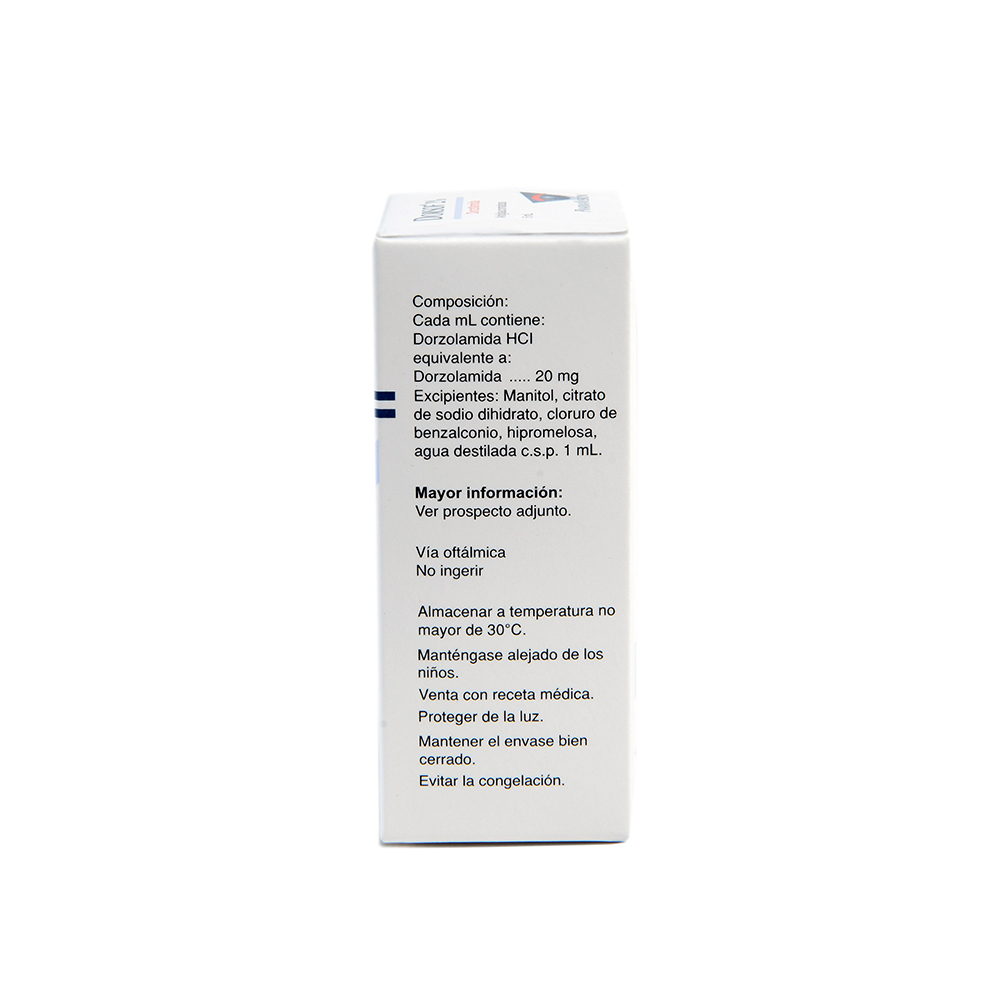 Composición:
Cada mL contiene:
Dorzolamida HCl
equivalente a:
Dorzolamida ..... 20 mg
Excipientes: Manitol, citrato
de sodio dihidrato, cloruro de
benzalconio, hipromelosa,
agua destilada c.s.p. 1 mL.
Mayor información:
Ver prospecto adjunto.
Vía oftálmica
No ingerir
Almacenar a temperatura no
mayor de 30°C.
Manténgase alejado de los
niños.
Venta con receta médica.
Proteger de la luz.
Mantener el envase bien
cerrado.
Evitar la congelación.